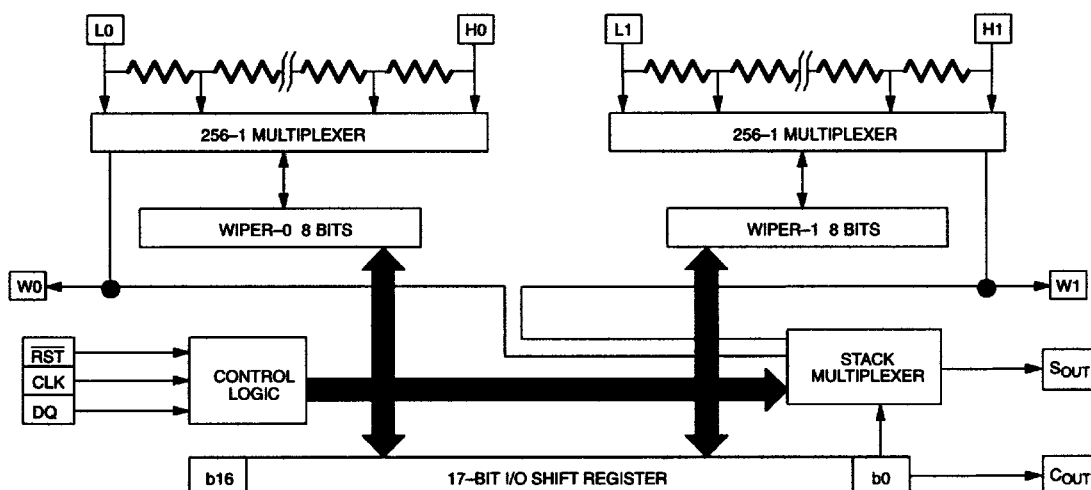 L0
H0
L1
H1
256–1 MULTIPLEXER
256–1 MULTIPLEXER
WIPER–0 8 BITS
WIPER–1 8 BITS
W0
W1
RST
CLK
DQ
CONTROL
LOGIC
STACK
MULTIPLEXER
SOUT
b16
17–BIT I/O SHIFT REGISTER
b0
COUT